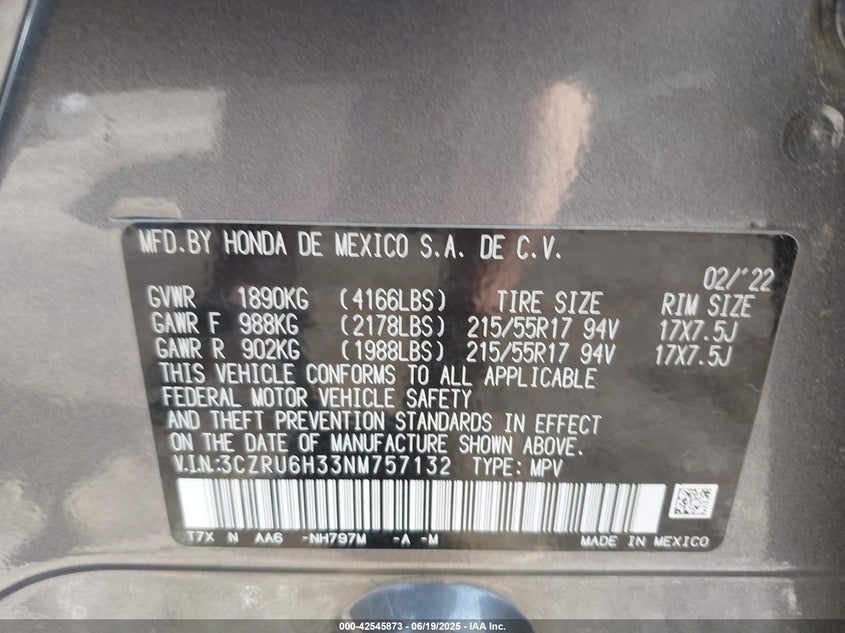 MFD.BY HONDA DE MEXICO S.A. DE C.V.
02/'22
GVWR 1890KG (4166LBS) TIRE SIZE RIM SIZE
GAWR F 988KG (2178LBS) 215/55R17 94V 17X7.5J
GAWR R 902KG (1988LBS) 215/55R17 94V 17X7.5J
THIS VEHICLE CONFORMS TO ALL APPLICABLE
FEDERAL MOTOR VEHICLE SAFETY
AND THEFT PREVENTION STANDARDS IN EFFECT
ON THE DATE OF MANUFACTURE SHOWN ABOVE.
V.I.N:3CZRU6H33NM757132 TYPE: MPV
T7X N AA6 -NH797M -A -M MADE IN MEXICO
000-42545873 | 06/19/2025 - IAA Inc.